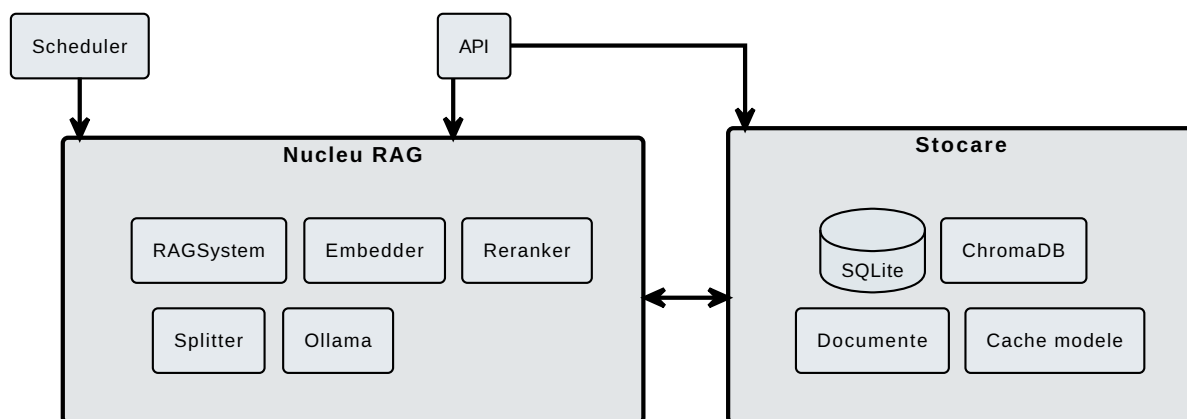 Scheduler
API
Nucleu RAG
Stocare
RAGSystem
Embedder
Reranker
Splitter
Ollama
SQLite
ChromaDB
Documente
Cache modele